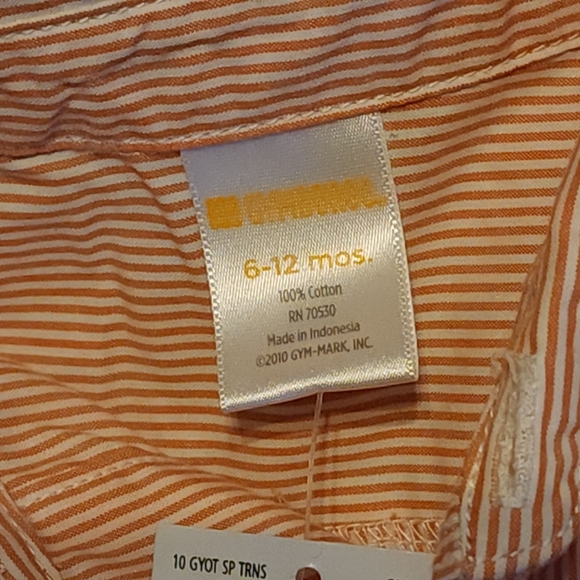 6-12 mos.
100% Cotton
RN 70530
Made in Indonesia
©2010 GYM-MARK, INC.
10 GYOT SP TRNS